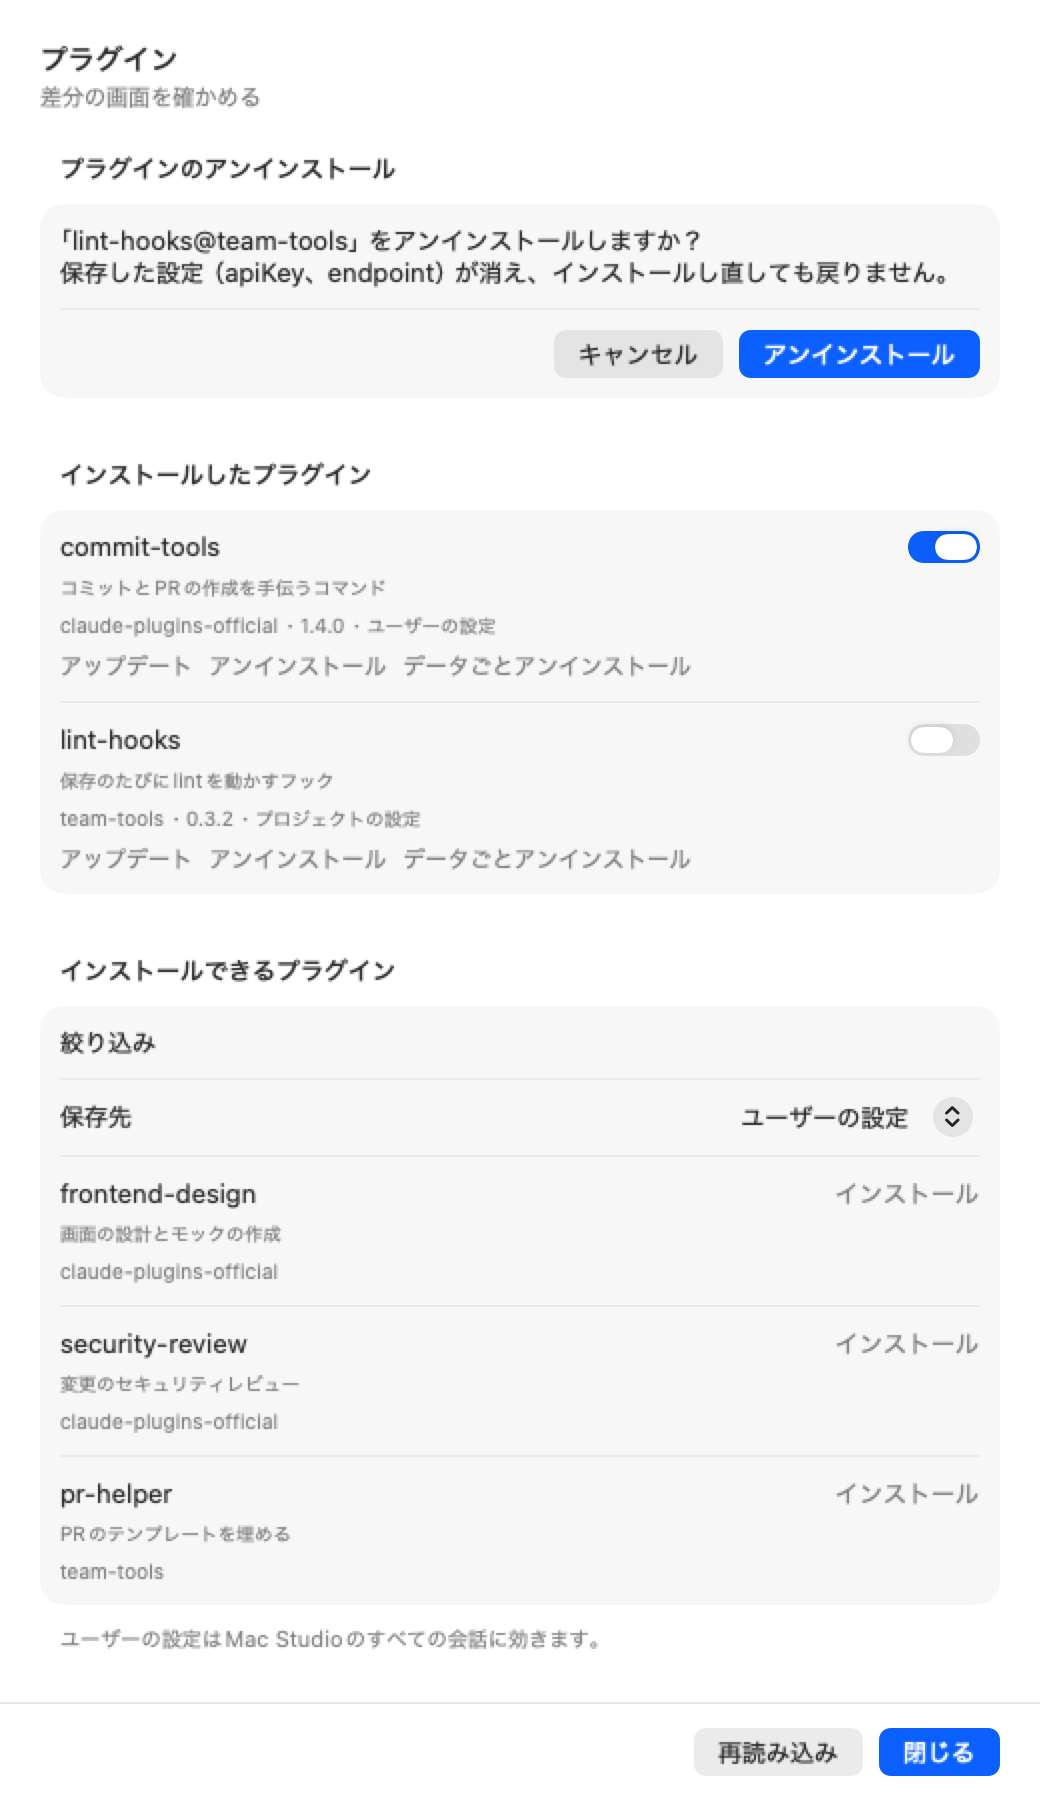 プラグイン
差分の画面を確かめる
プラグインのアンインストール
「lint-hooks@team-tools」をアンインストールしますか？
保存した設定（apiKey、endpoint）が消え、インストールし直しても戻りません。
キャンセル
アンインストール
インストールしたプラグイン
commit-tools
コミットとPRの作成を手伝うコマンド
claude-plugins-official · 1.4.0 · ユーザーの設定
アップデート アンインストール データごとアンインストール
lint-hooks
保存のたびにlintを動かすフック
team-tools · 0.3.2 · プロジェクトの設定
アップデート アンインストール データごとアンインストール
インストールできるプラグイン
絞り込み
保存先 ユーザーの設定
frontend-design インストール
画面の設計とモックの作成
claude-plugins-official
security-review インストール
変更のセキュリティレビュー
claude-plugins-official
pr-helper インストール
PRのテンプレートを埋める
team-tools
ユーザーの設定はMac Studioのすべての会話に効きます。
再読み込み
閉じる